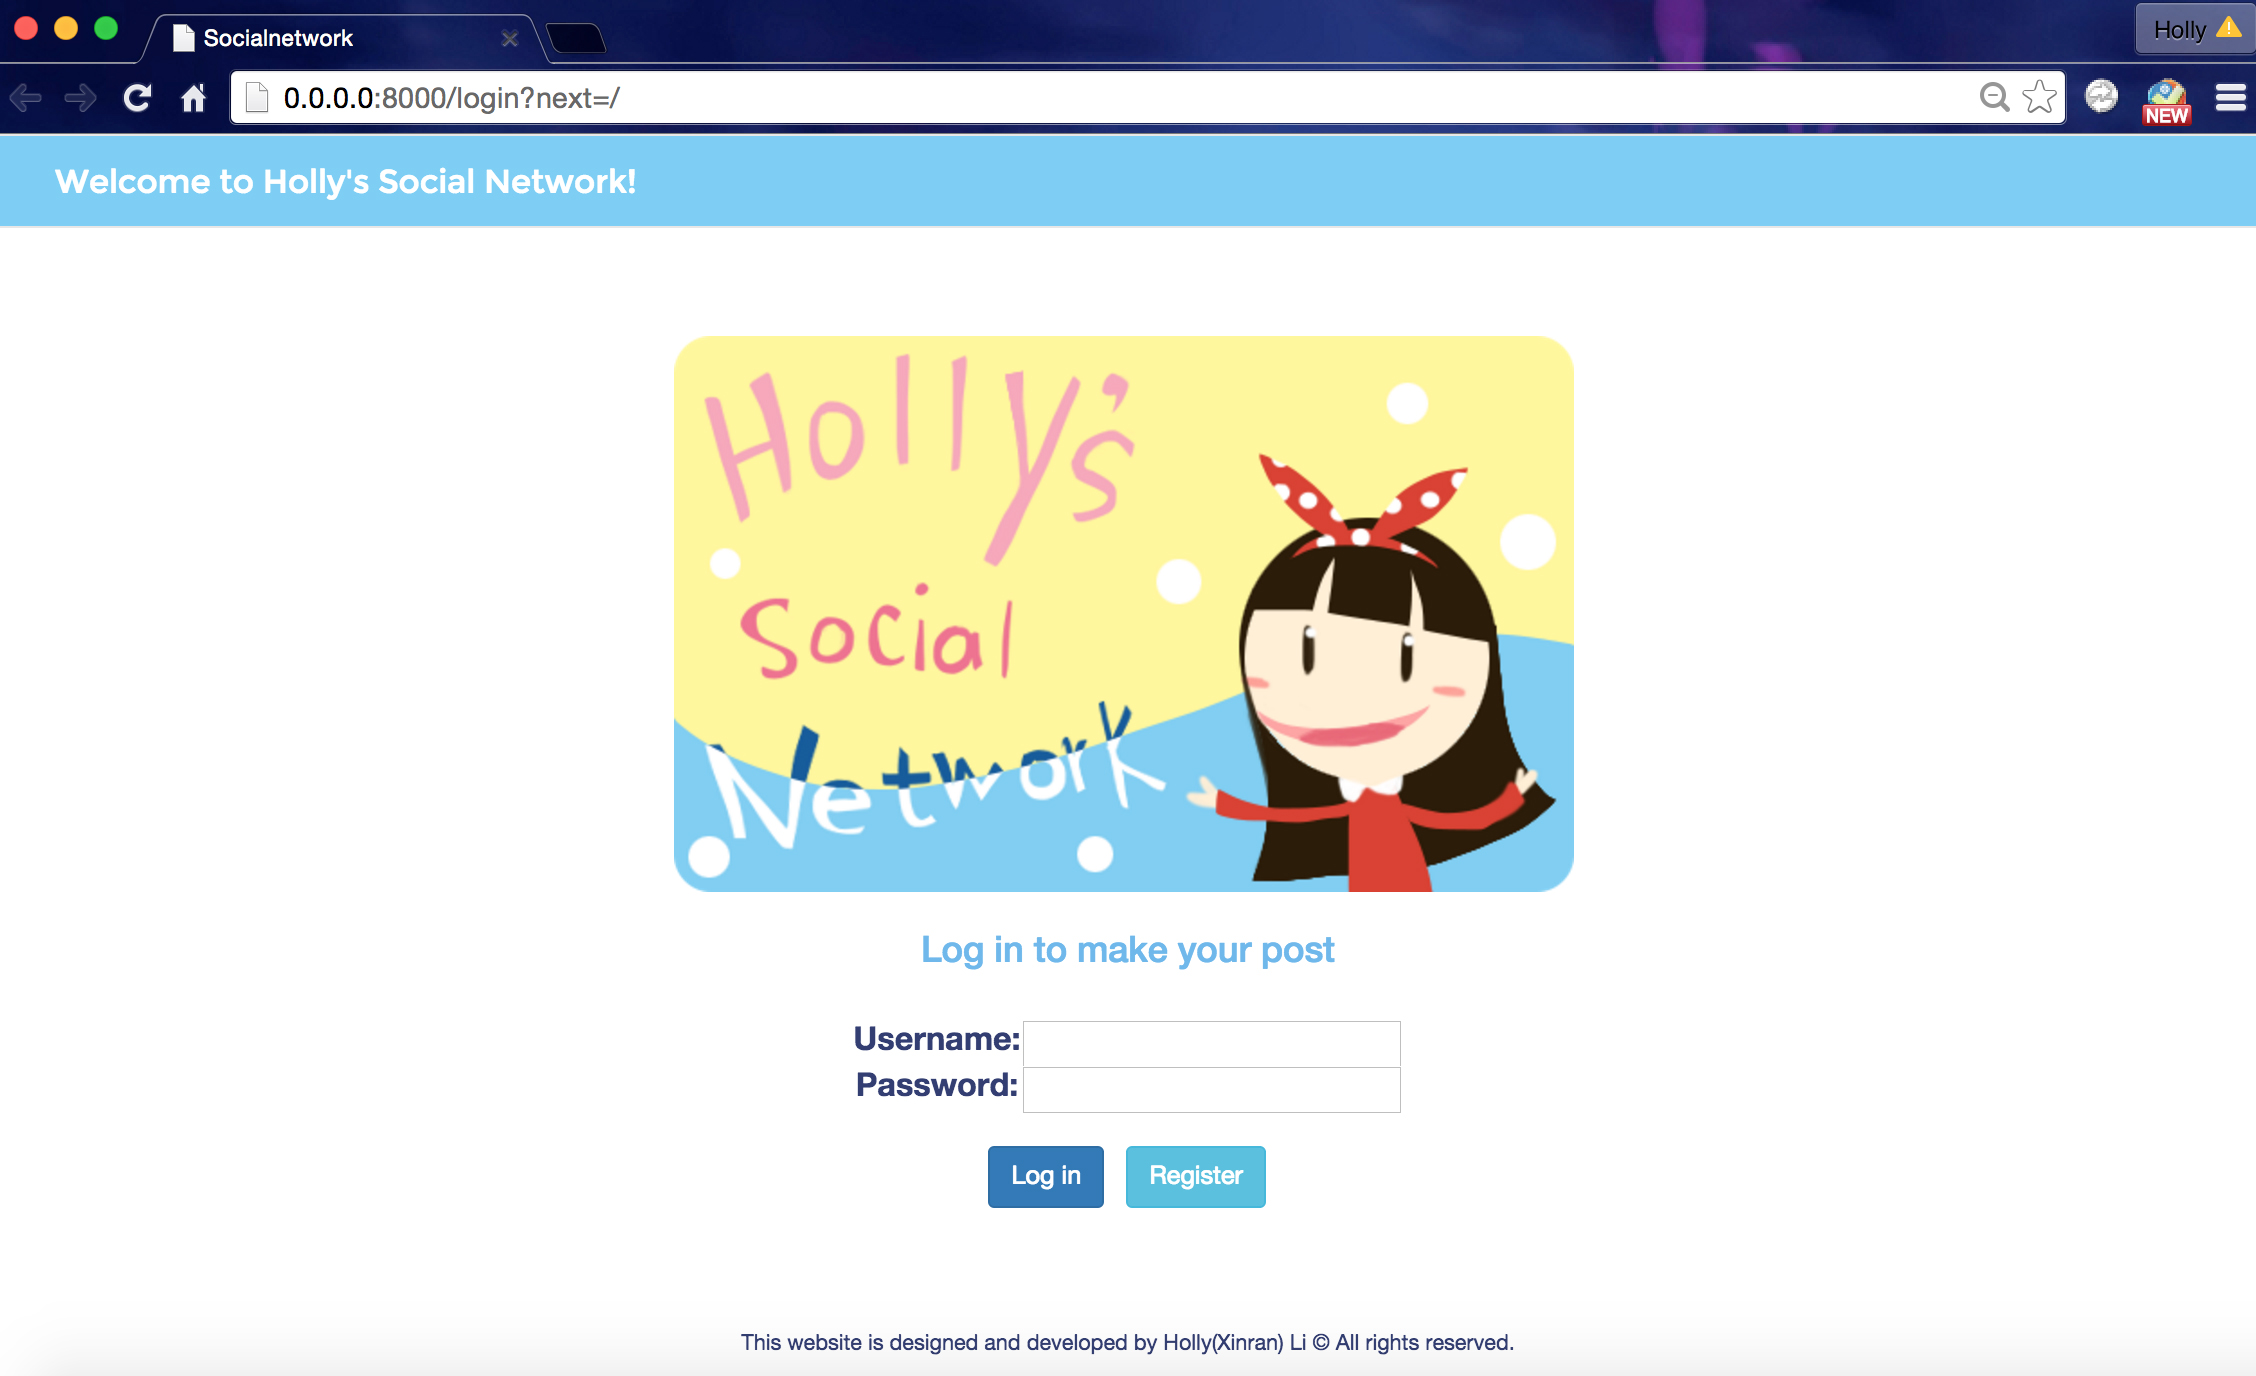 Socialnetwork
Holly
0.0.0.0:8000/login?next=/
NEW
Welcome to Holly's Social Network!
Holly's
Social
Network
Log in to make your post
Username:
Password:
Log in
Register
This website is designed and developed by Holly(Xinran) Li © All rights reserved.